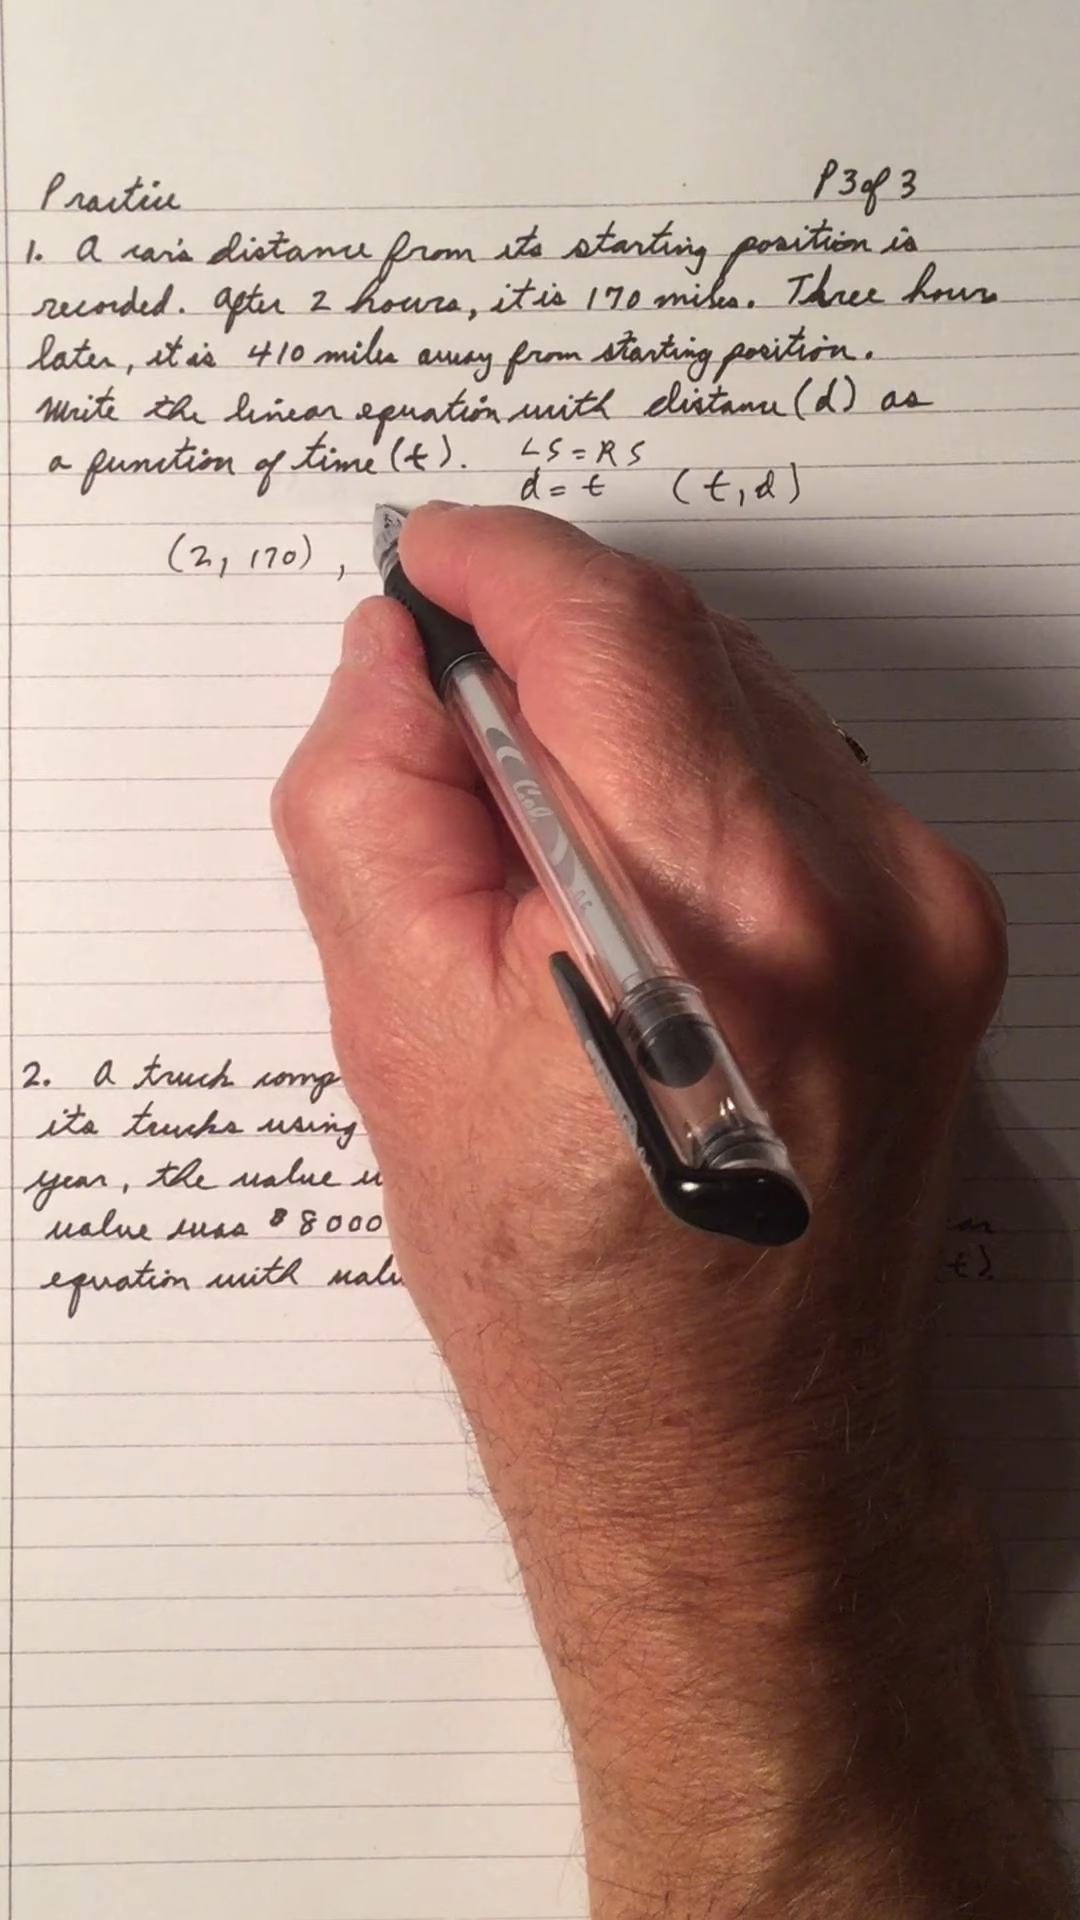 Practice
P 3 of 3
1. A car's distance from its starting position is
recorded. After 2 hours, it is 170 miles. Three hours
later, it is 410 miles away from starting position.
Write the linear equation with distance (d) as
a function of time (t). LS = RS
d = t (t, d)
(2, 170) ,
Gel
2. A truck comp
its trucks using
year, the value w
value was $8000
equation with valu
(t).